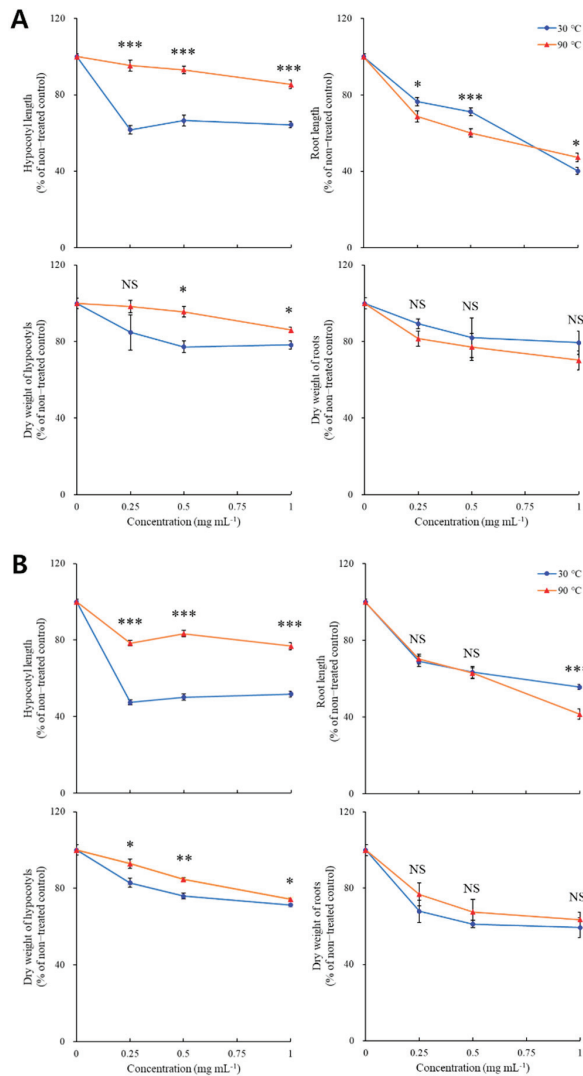 A
120
80
40
0
Hypocotyl length
(% of non−treated control)
***
***
***
120
80
40
0
Root length
(% of non−treated control)
30 °C
90 °C
*
***
*
120
80
40
0
Dry weight of hypocotyls
(% of non−treated control)
NS
*
*
0
0.25
0.5
0.75
1
Concentration (mg mL⁻¹)
120
80
40
0
Dry weight of roots
(% of non−treated control)
NS
NS
NS
0
0.25
0.5
0.75
1
Concentration (mg mL⁻¹)
B
120
80
40
0
Hypocotyl length
(% of non−treated control)
***
***
***
120
80
40
0
Root length
(% of non−treated control)
30 °C
90 °C
NS
NS
***
120
80
40
0
Dry weight of hypocotyls
(% of non−treated control)
*
**
*
0
0.25
0.5
0.75
1
Concentration (mg mL⁻¹)
120
80
40
0
Dry weight of roots
(% of non−treated control)
NS
NS
NS
0
0.25
0.5
0.75
1
Concentration (mg mL⁻¹)